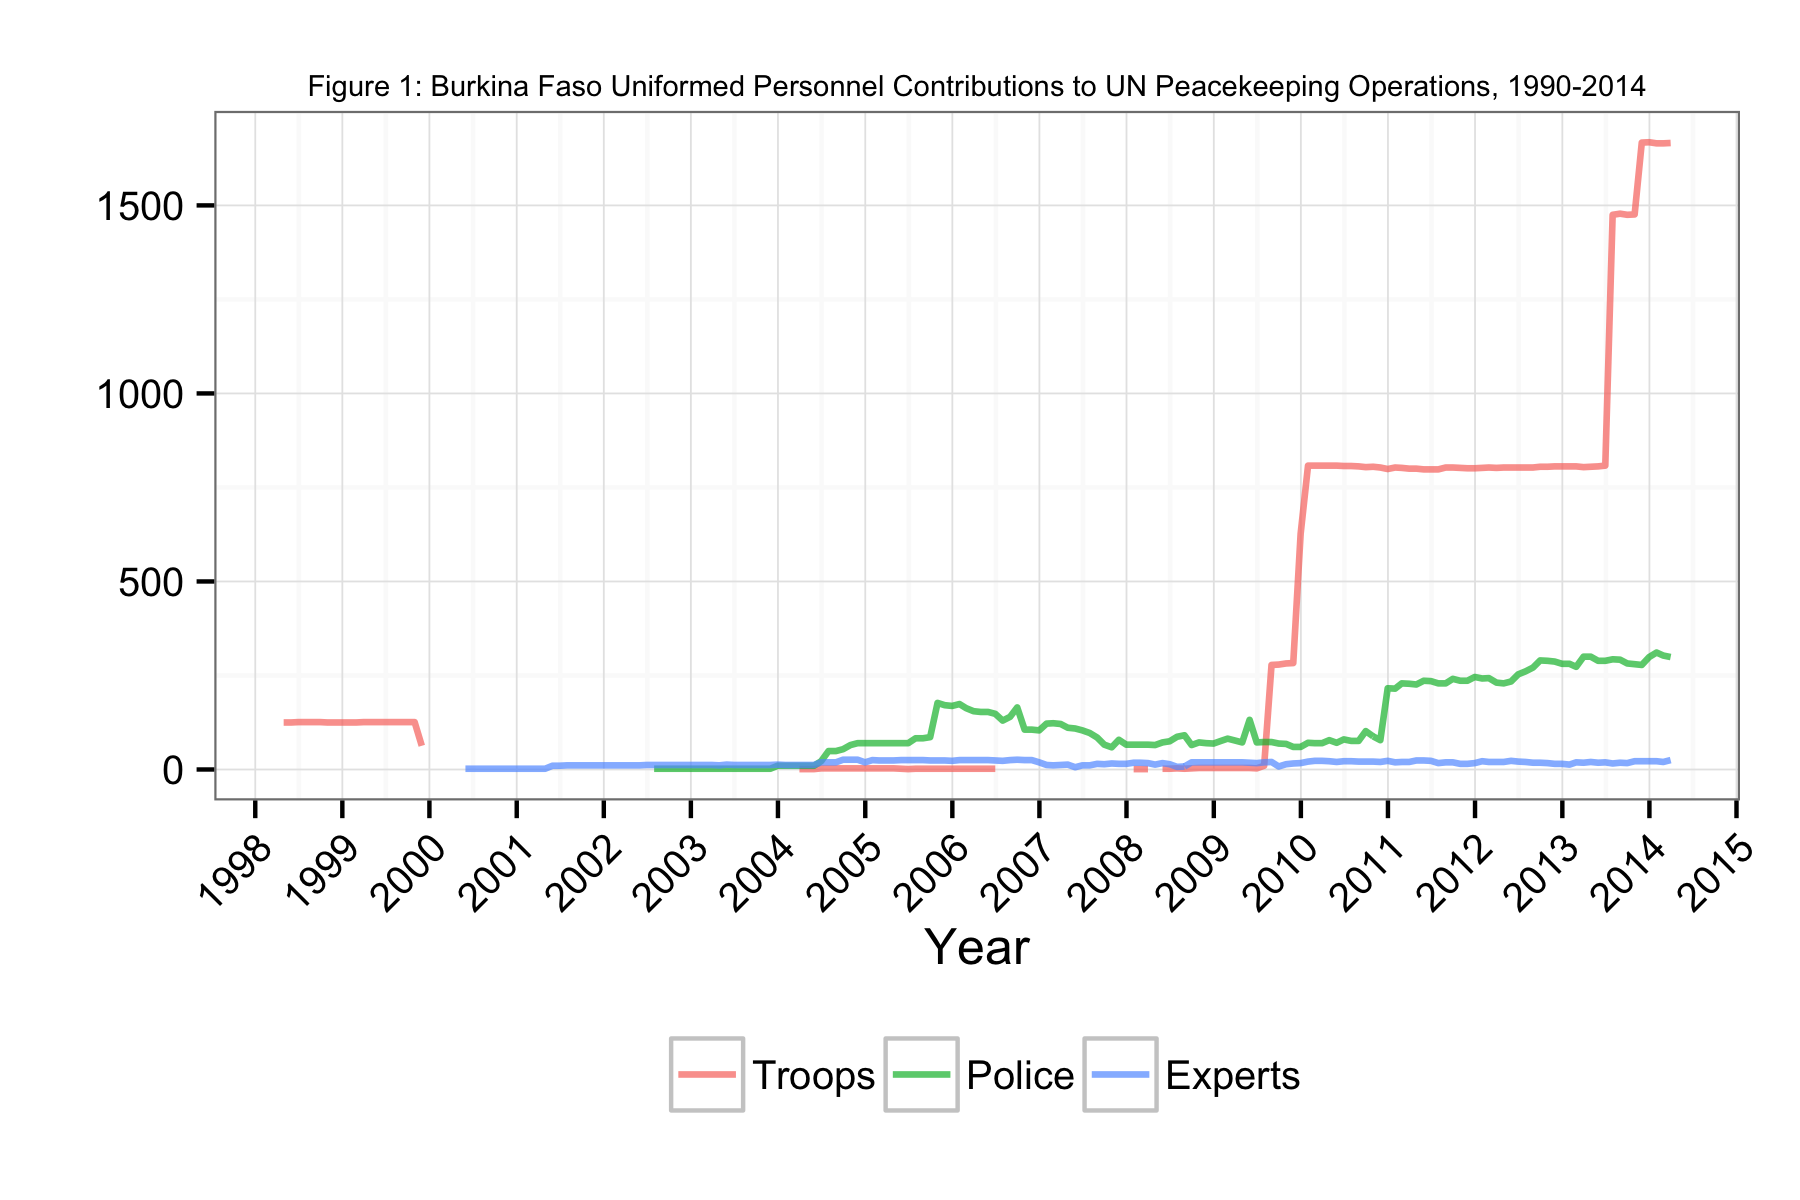 Figure 1: Burkina Faso Uniformed Personnel Contributions to UN Peacekeeping Operations, 1990-2014
1500
1000
500
0
1998 1999 2000 2001 2002 2003 2004 2005 2006 2007 2008 2009 2010 2011 2012 2013 2014 2015
Year
Troops Police Experts